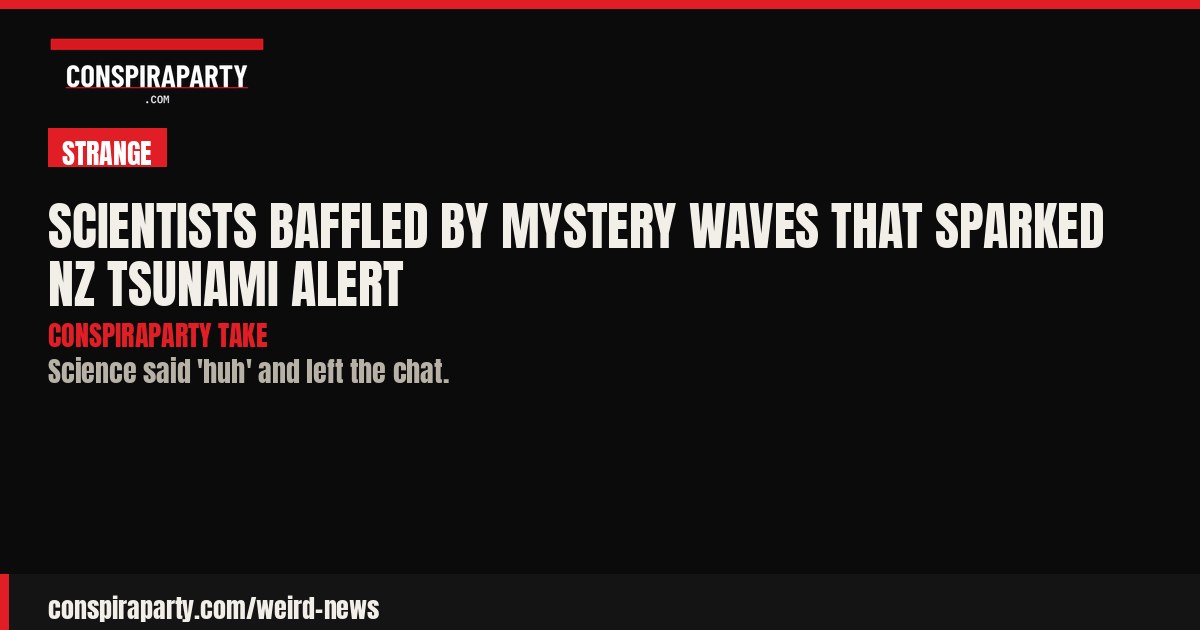 CONSPIRAPARTY
.COM
STRANGE
SCIENTISTS BAFFLED BY MYSTERY WAVES THAT SPARKED
NZ TSUNAMI ALERT
CONSPIRAPARTY TAKE
Science said 'huh' and left the chat.
conspiraparty.com/weird-news